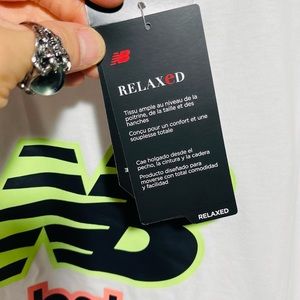 NB
RELAXeD
Tissu ample au niveau de la
poitrine, de la taille et des
hanches
Conçu pour un confort et une
souplesse totale
Cae holgado desde el
pecho, la cintura y la cadera
Producto diseñado para
moverse con total comodidad
y facilidad
RELAXED